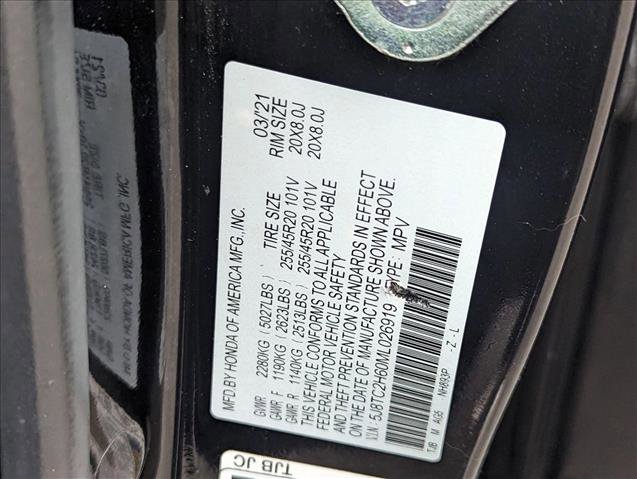 MFD.BY HONDA OF AMERICA MFG.,INC. 03/'21
TIRE SIZE RIM SIZE
GVWR 2280KG (5027LBS)
GAWR F 1190KG (2623LBS) 255/45R20 101V 20X8.0J
GAWR R 1140KG (2513LBS) 255/45R20 101V 20X8.0J
THIS VEHICLE CONFORMS TO ALL APPLICABLE
FEDERAL MOTOR VEHICLE SAFETY
AND THEFT PREVENTION STANDARDS IN EFFECT
ON THE DATE OF MANUFACTURE SHOWN ABOVE.
V.I.N.: 5J8TC2H60ML026919 TYPE: MPV
TJB M AG5 NH893P -Z -L
TJB JC